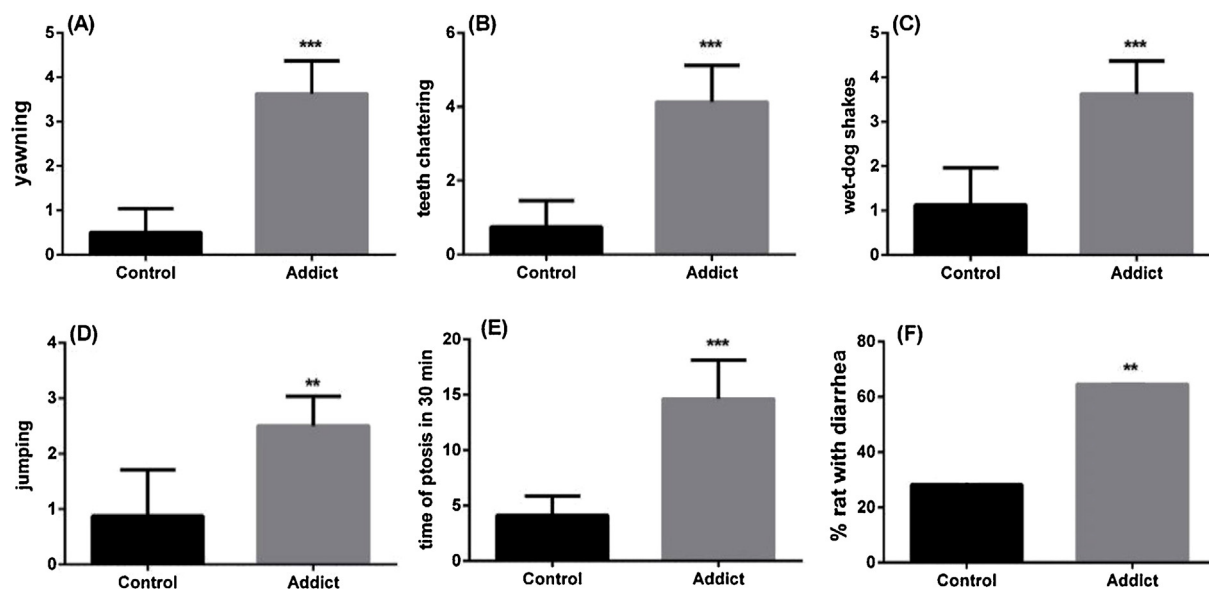 (A)
***
5
4
3
2
1
0
yawning
Control
Addict
(B)
***
6
4
2
0
teeth chattering
Control
Addict
(C)
***
5
4
3
2
1
0
wet-dog shakes
Control
Addict
(D)
**
4
3
2
1
0
jumping
Control
Addict
(E)
***
20
15
10
5
0
time of ptosis in 30 min
Control
Addict
(F)
**
80
60
40
20
0
% rat with diarrhea
Control
Addict